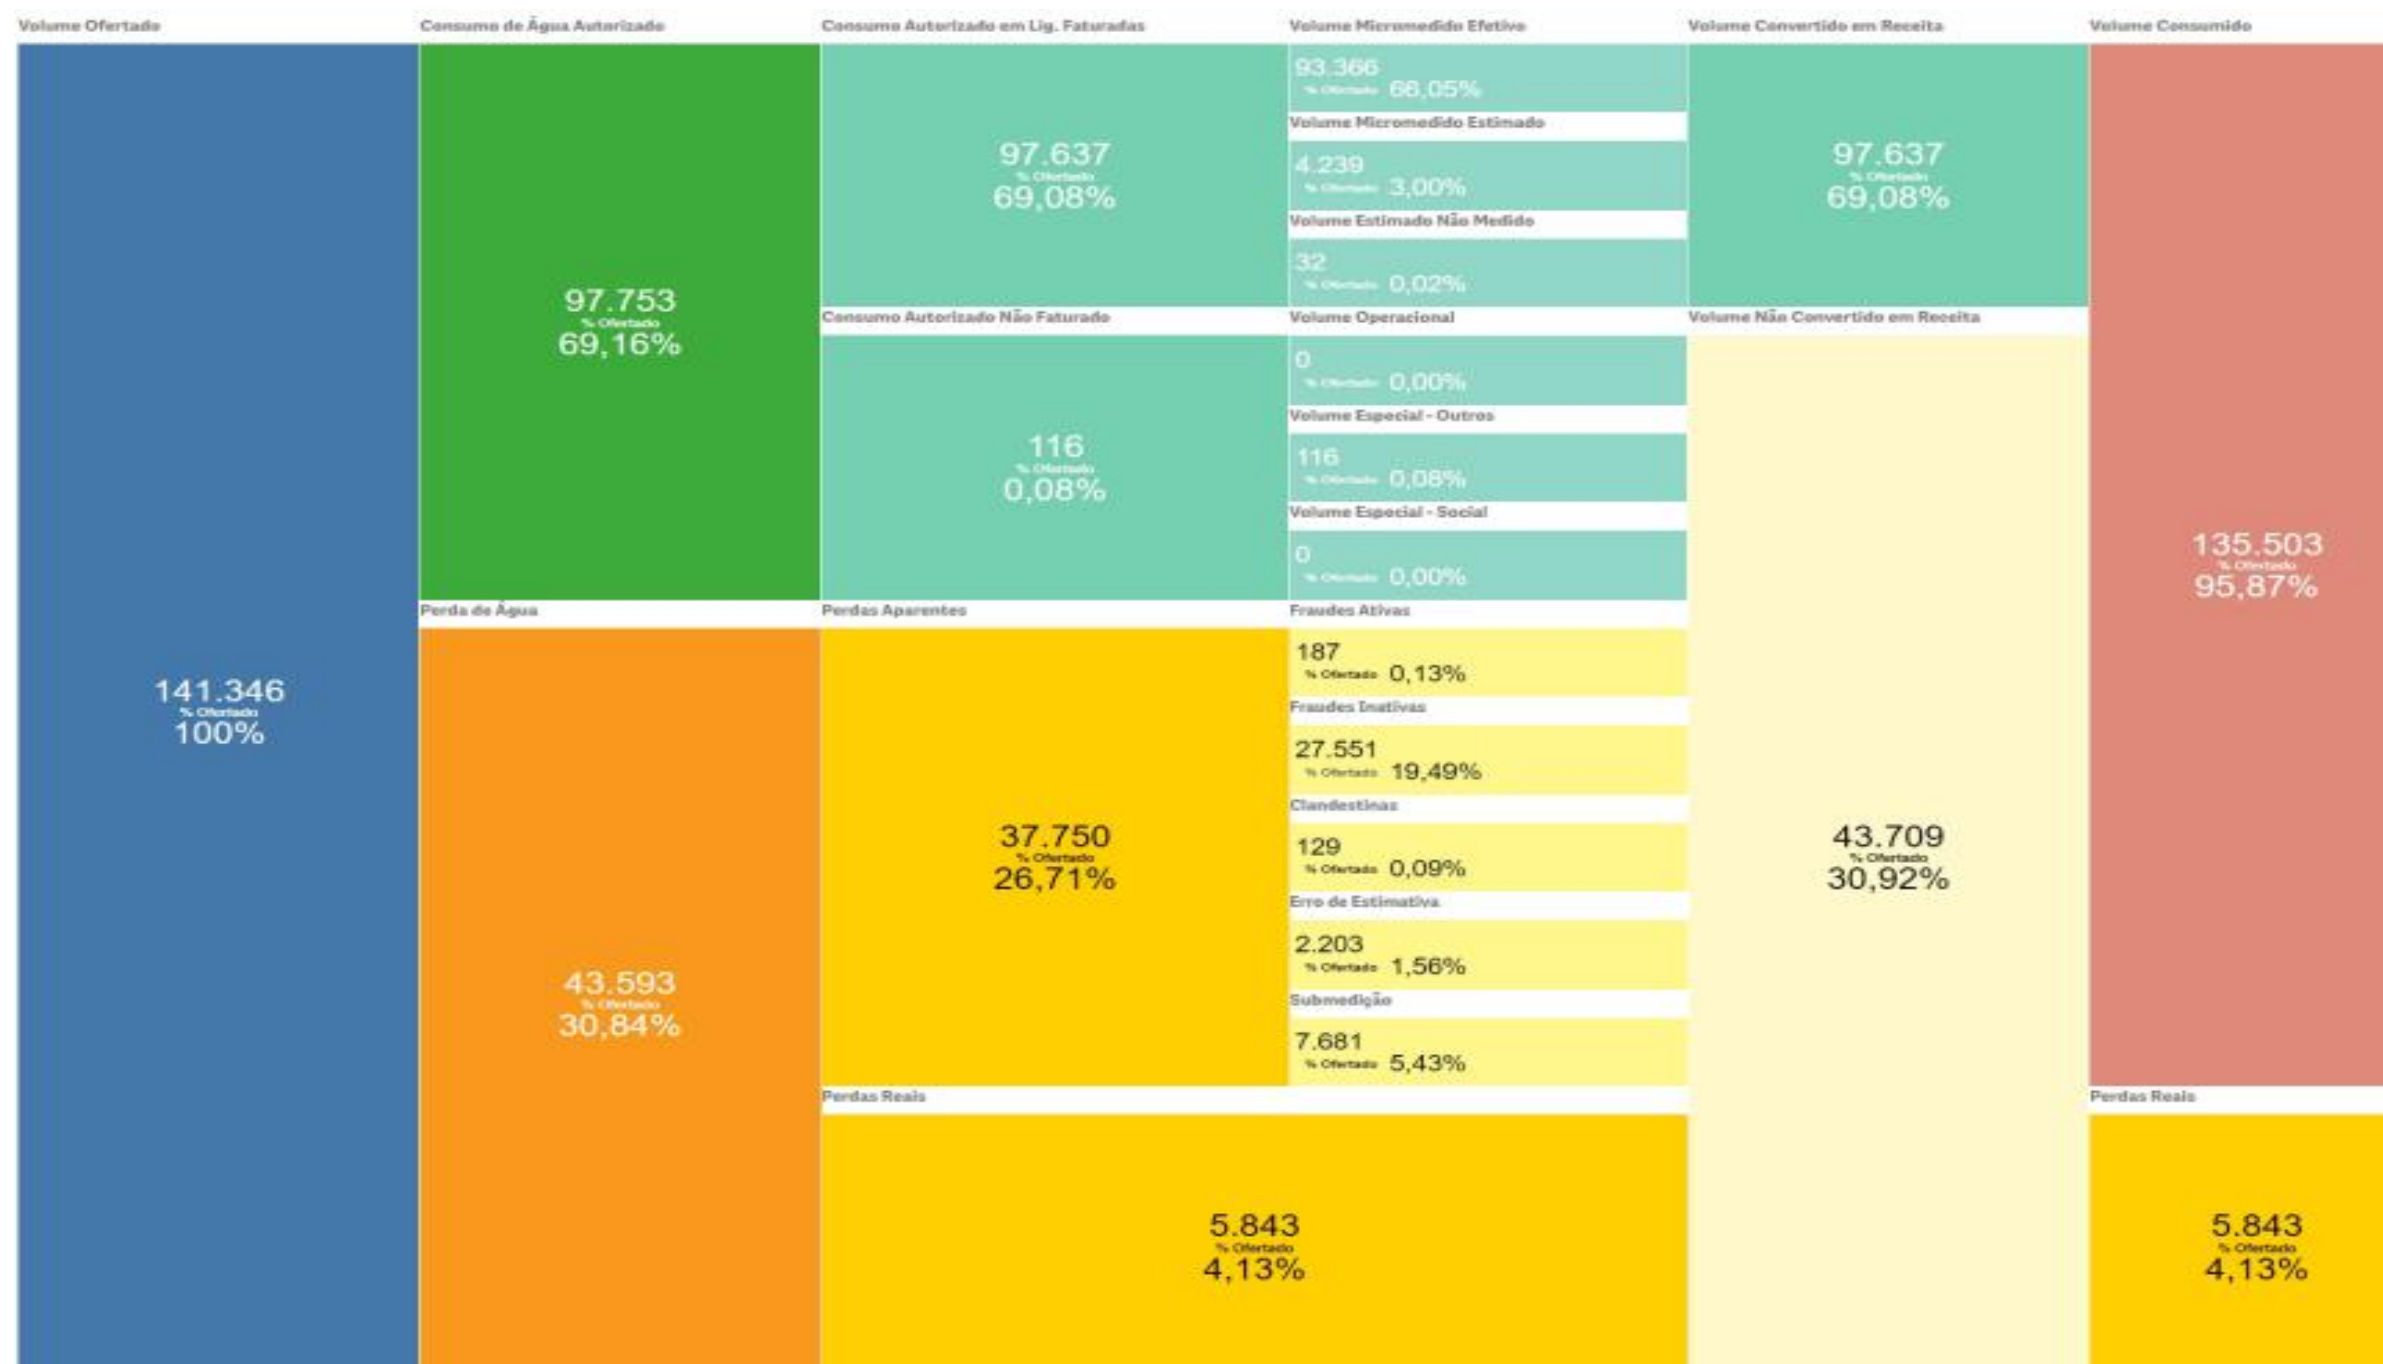 Volume Ofertado
141.346
% Ofertado
100%
Consumo de Água Autorizado
97.753
% Ofertado
69,16%
Perda de Água
43.593
% Ofertado
30,84%
Consumo Autorizado em Lig. Faturadas
97.637
% Ofertado
69,08%
Consumo Autorizado Não Faturado
116
% Ofertado
0,08%
Perdas Aparentes
37.750
% Ofertado
26,71%
Perdas Reais
5.843
% Ofertado
4,13%
Volume Micromedido Efetivo
93.366
% Ofertado 66,05%
Volume Micromedido Estimado
4.239
% Ofertado 3,00%
Volume Estimado Não Medido
32
% Ofertado 0,02%
Volume Operacional
0
% Ofertado 0,00%
Volume Especial - Outros
116
% Ofertado 0,08%
Volume Especial - Social
0
% Ofertado 0,00%
Fraudes Ativas
187
% Ofertado 0,13%
Fraudes Inativas
27.551
% Ofertado 19,49%
Clandestinas
129
% Ofertado 0,09%
Erro de Estimativa
2.203
% Ofertado 1,56%
Submedição
7.681
% Ofertado 5,43%
Volume Convertido em Receita
97.637
% Ofertado
69,08%
Volume Não Convertido em Receita
43.709
% Ofertado
30,92%
Volume Consumido
135.503
% Ofertado
95,87%
Perdas Reais
5.843
% Ofertado
4,13%